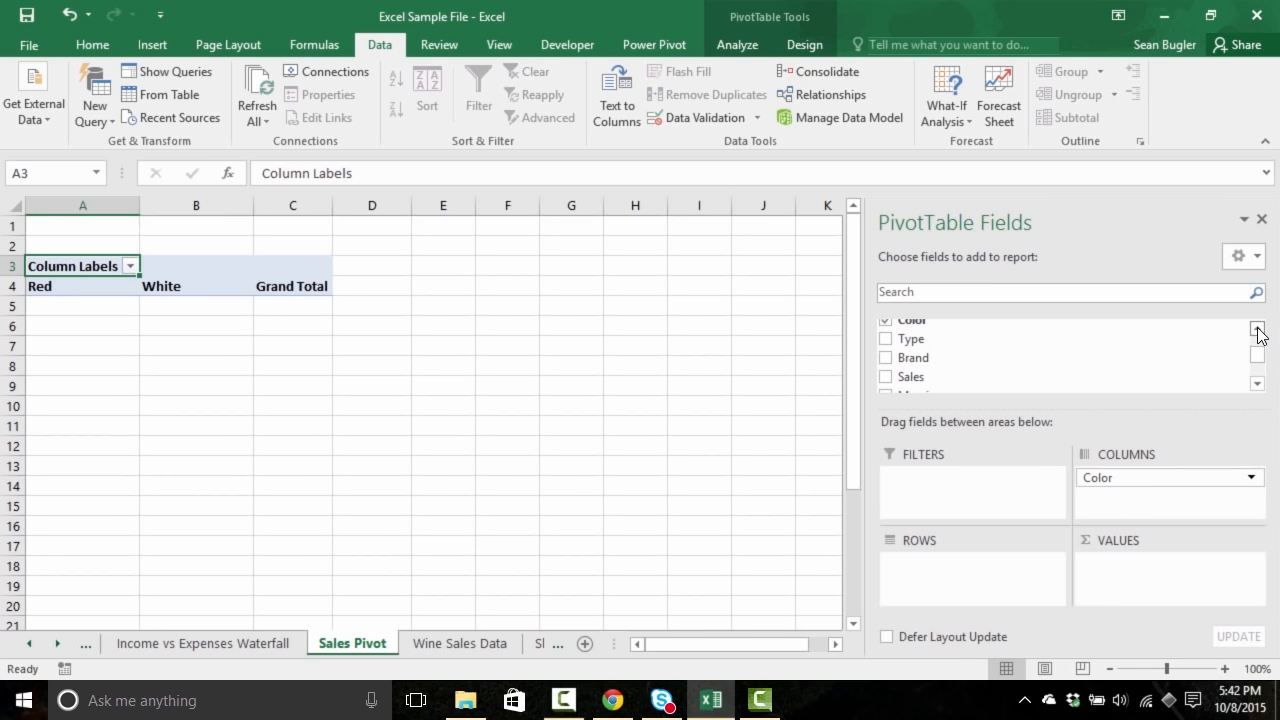 Excel Sample File - Excel
PivotTable Tools
File
Home
Insert
Page Layout
Formulas
Data
Review
View
Developer
Power Pivot
Analyze
Design
Tell me what you want to do...
Sean Bugler
Share
Get External
Data
New
Query
Show Queries
From Table
Recent Sources
Get & Transform
Refresh
All
Connections
Properties
Edit Links
Connections
Sort
Filter
Clear
Reapply
Advanced
Sort & Filter
Text to
Columns
Flash Fill
Remove Duplicates
Data Validation
Consolidate
Relationships
Manage Data Model
Data Tools
What-If
Analysis
Forecast
Sheet
Forecast
Group
Ungroup
Subtotal
Outline
A3
fx
Column Labels
A B C D E F G H I J K
1
2
3 Column Labels
4 Red White Grand Total
5
6
7
8
9
10
11
12
13
14
15
16
17
18
19
20
21
PivotTable Fields
Choose fields to add to report:
Search
Color
Type
Brand
Sales
Drag fields between areas below:
FILTERS
COLUMNS
Color
ROWS
Σ VALUES
Defer Layout Update
UPDATE
... Income vs Expenses Waterfall Sales Pivot Wine Sales Data Sl ...
Ready
100%
Ask me anything
5:42 PM
10/8/2015